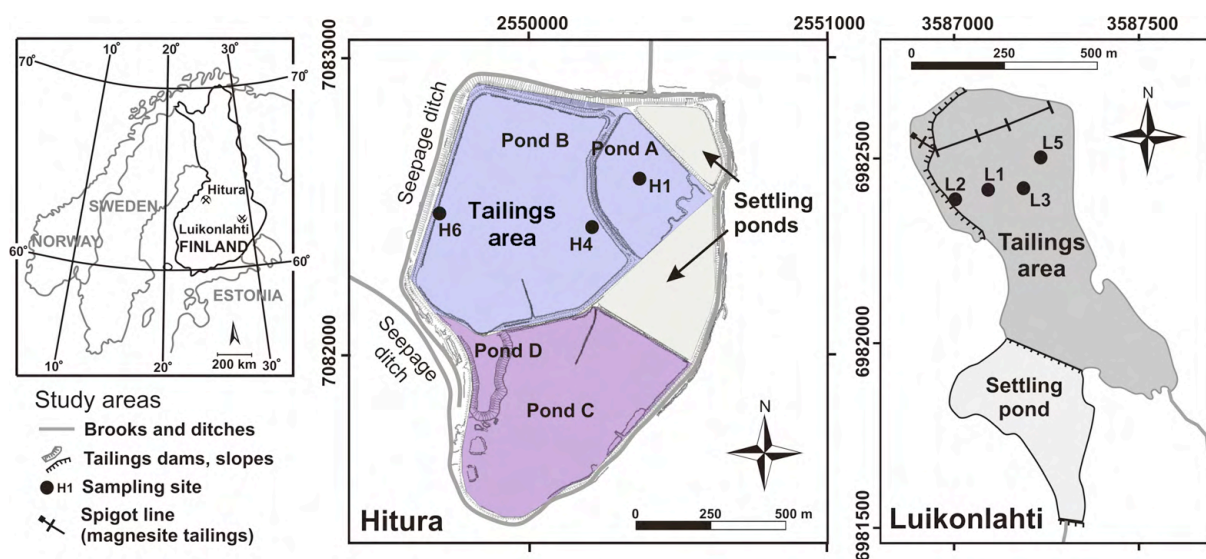 10°
20°
30°
70°
70°
Hitura
SWEDEN
Luikonlahti
NORWAY
FINLAND
60°
60°
ESTONIA
10°
20°
200 km
30°
Study areas
Brooks and ditches
Tailings dams, slopes
H1 Sampling site
Spigot line
(magnesite tailings)
2550000
2551000
7083000
7082000
Seepage ditch
Pond B
Pond A
H1
Settling
ponds
Tailings
area
H6
H4
Seepage
ditch
Pond D
Pond C
N
Hitura
0 250 500 m
3587000
3587500
0 250 500 m
N
6982500
6982000
6981500
L5
L1
L2
L3
Tailings
area
Settling
pond
Luikonlahti